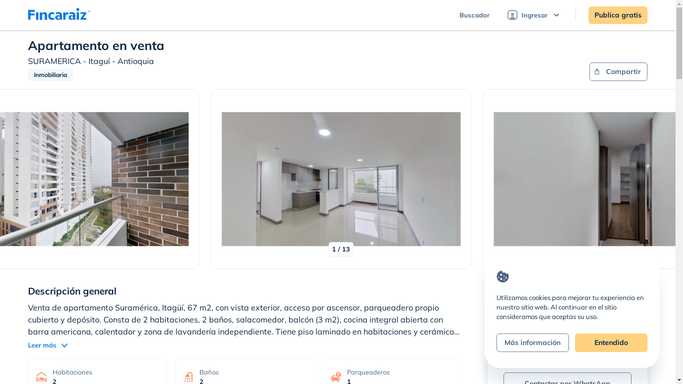 Fincaraiz
Buscador
Ingresar
Publica gratis
Apartamento en venta
SURAMERICA - Itaguí - Antioquia
Inmobiliaria
Compartir
1 / 13
Descripción general
Venta de apartamento Suramérica, Itagüí, 67 m2, con vista exterior, acceso por ascensor, parqueadero propio
cubierto y depósito. Consta de 2 habitaciones, 2 baños, salacomedor, balcón (3 m2), cocina integral abierta con
barra americana, calentador y zona de lavandería independiente. Tiene piso laminado en habitaciones y cerámico...
Leer más
Habitaciones
2
Baños
2
Parqueaderos
1
Utilizamos cookies para mejorar tu experiencia en
nuestro sitio web. Al continuar en el sitio
consideramos que aceptas su uso.
Más información
Entendido
Contactar por WhatsApp